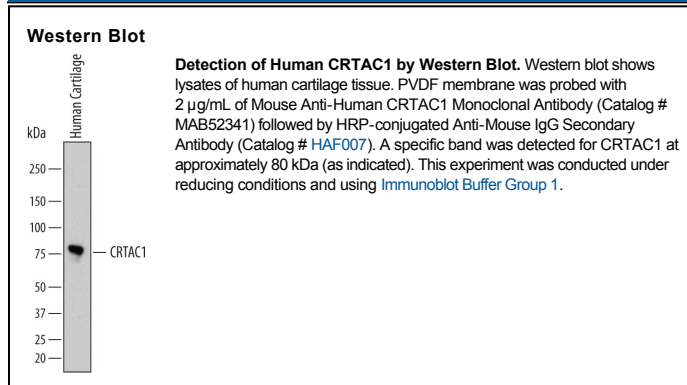 Western Blot
Human Cartilage
kDa
250
150
100
75
50
37
25
20
CRTAC1
Detection of Human CRTAC1 by Western Blot. Western blot shows
lysates of human cartilage tissue. PVDF membrane was probed with
2 µg/mL of Mouse Anti-Human CRTAC1 Monoclonal Antibody (Catalog #
MAB52341) followed by HRP-conjugated Anti-Mouse IgG Secondary
Antibody (Catalog # HAF007). A specific band was detected for CRTAC1 at
approximately 80 kDa (as indicated). This experiment was conducted under
reducing conditions and using Immunoblot Buffer Group 1.